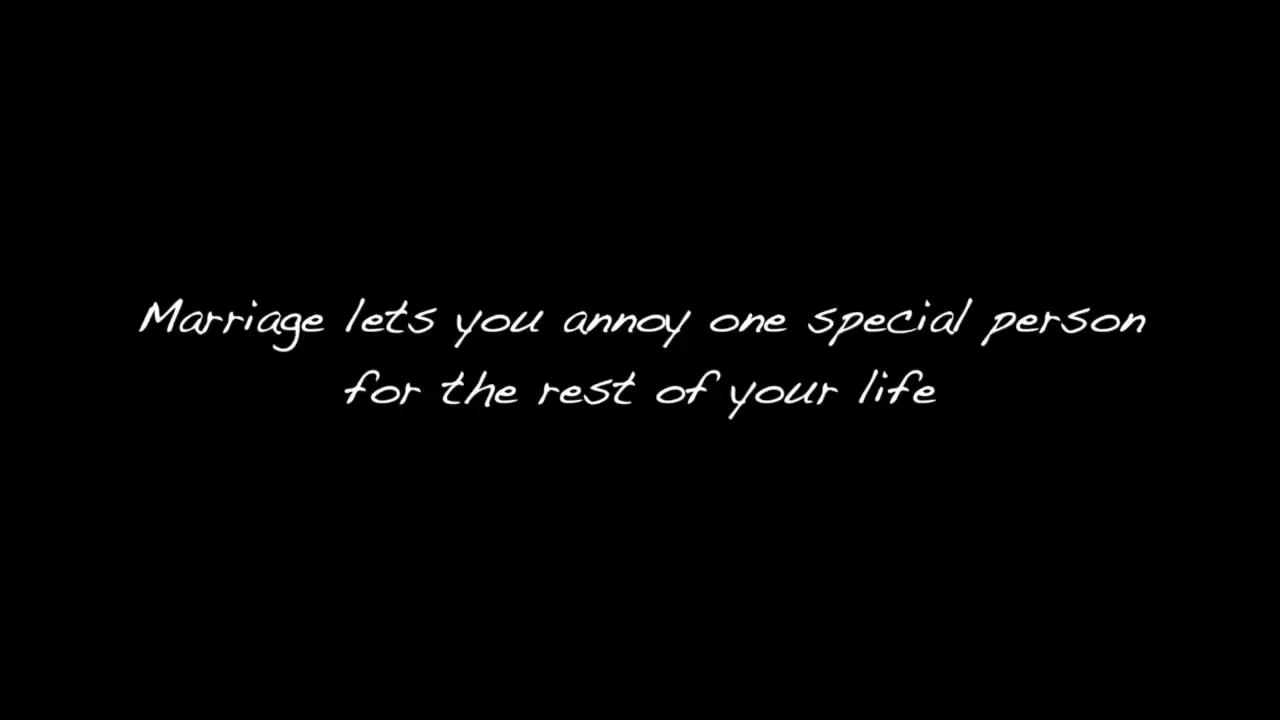 Marriage lets you annoy one special person
for the rest of your life